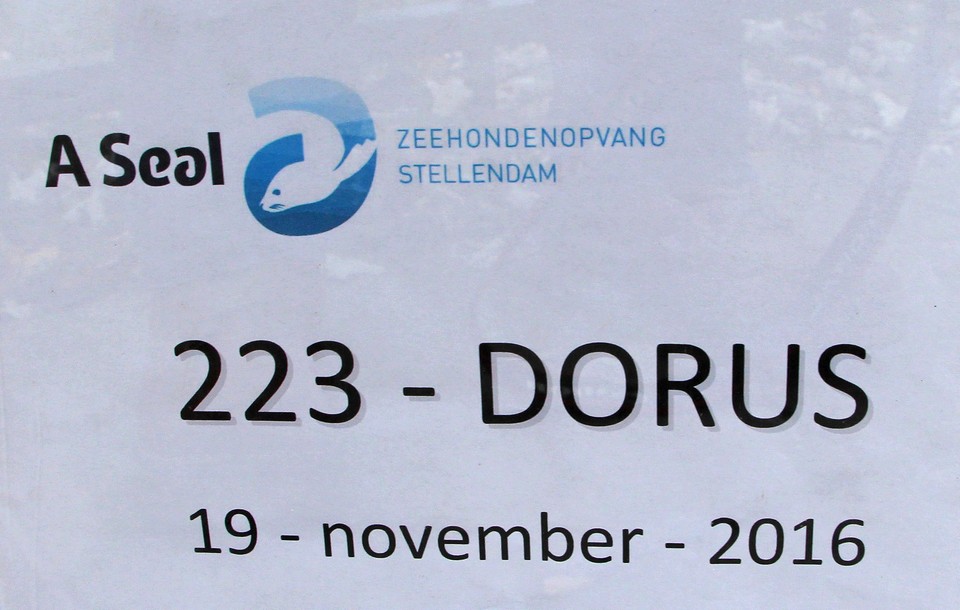 A Seal
ZEEHONDENOPVANG
STELLENDAM
223 - DORUS
19 - november - 2016